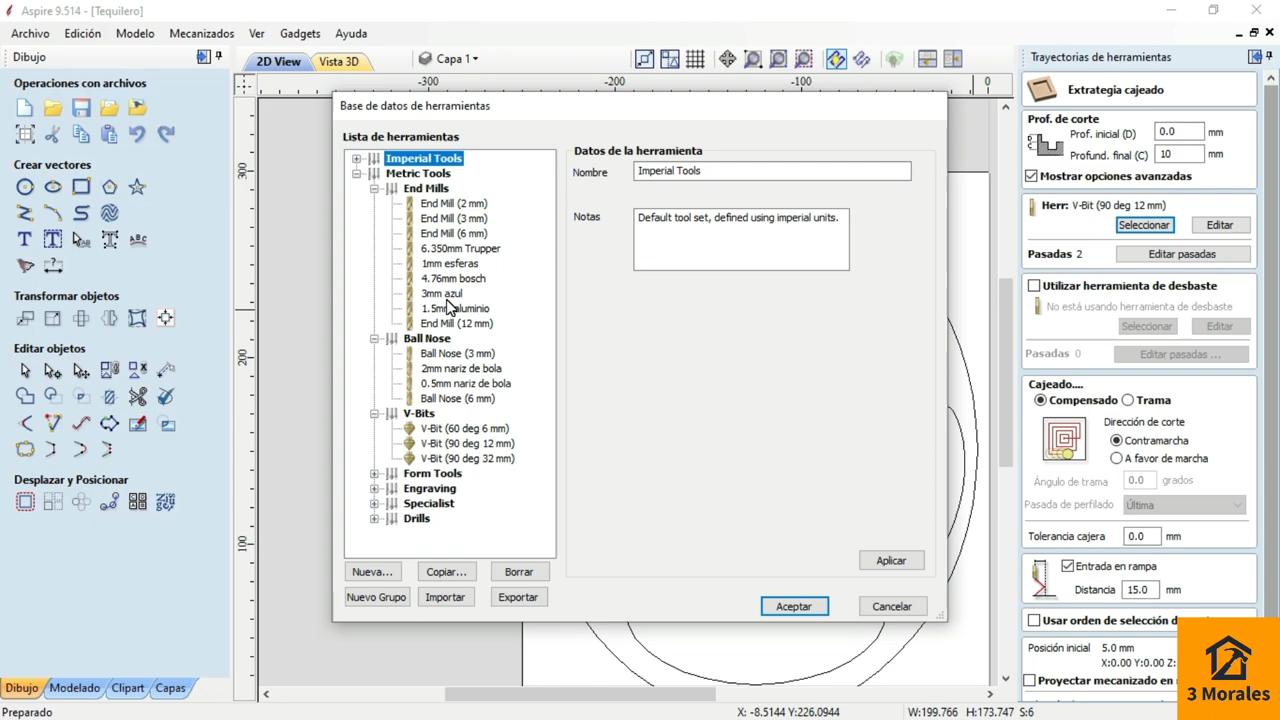 Aspire 9.514 - [Tequilero]
Archivo Edición Modelo Mecanizados Ver Gadgets Ayuda
Dibujo
Operaciones con archivos
Crear vectores
Transformar objetos
Editar objetos
Desplazar y Posicionar
Dibujo Modelado Clipart Capas
Preparado
2D View Vista 3D
Capa 1
-300 -200 -100 0
300
200
100
Base de datos de herramientas
Lista de herramientas
Imperial Tools
Metric Tools
End Mills
End Mill (2 mm)
End Mill (3 mm)
End Mill (6 mm)
6.350mm Trupper
1mm esferas
4.76mm bosch
3mm azul
1.5mm aluminio
End Mill (12 mm)
Ball Nose
Ball Nose (3 mm)
2mm nariz de bola
0.5mm nariz de bola
Ball Nose (6 mm)
V-Bits
V-Bit (60 deg 6 mm)
V-Bit (90 deg 12 mm)
V-Bit (90 deg 32 mm)
Form Tools
Engraving
Specialist
Drills
Nueva... Copiar... Borrar
Nuevo Grupo Importar Exportar
Datos de la herramienta
Nombre Imperial Tools
Notas Default tool set, defined using imperial units.
Aplicar
Aceptar Cancelar
X: -8.5144 Y:226.0944 W:199.766 H:173.747 S:6
Trayectorias de herramientas
Estrategia cajeado
Prof. de corte
Prof. inicial (D) 0.0 mm
Profund. final (C) 10 mm
Mostrar opciones avanzadas
Herr: V-Bit (90 deg 12 mm)
Seleccionar Editar
Pasadas 2 Editar pasadas
Utilizar herramienta de desbaste
No está usando herramienta de desbaste
Seleccionar Editar
Pasadas 0 Editar pasadas ...
Cajeado....
Compensado Trama
Dirección de corte
Contramarcha
A favor de marcha
Ángulo de trama 0.0 grados
Pasada de perfilado Última
Tolerancia cajera 0.0 mm
Entrada en rampa
Distancia 15.0 mm
Usar orden de selección
Posición inicial 5.0 mm
X:0.00 Y:0.00 Z:
Proyectar mecanizado en
3 Morales